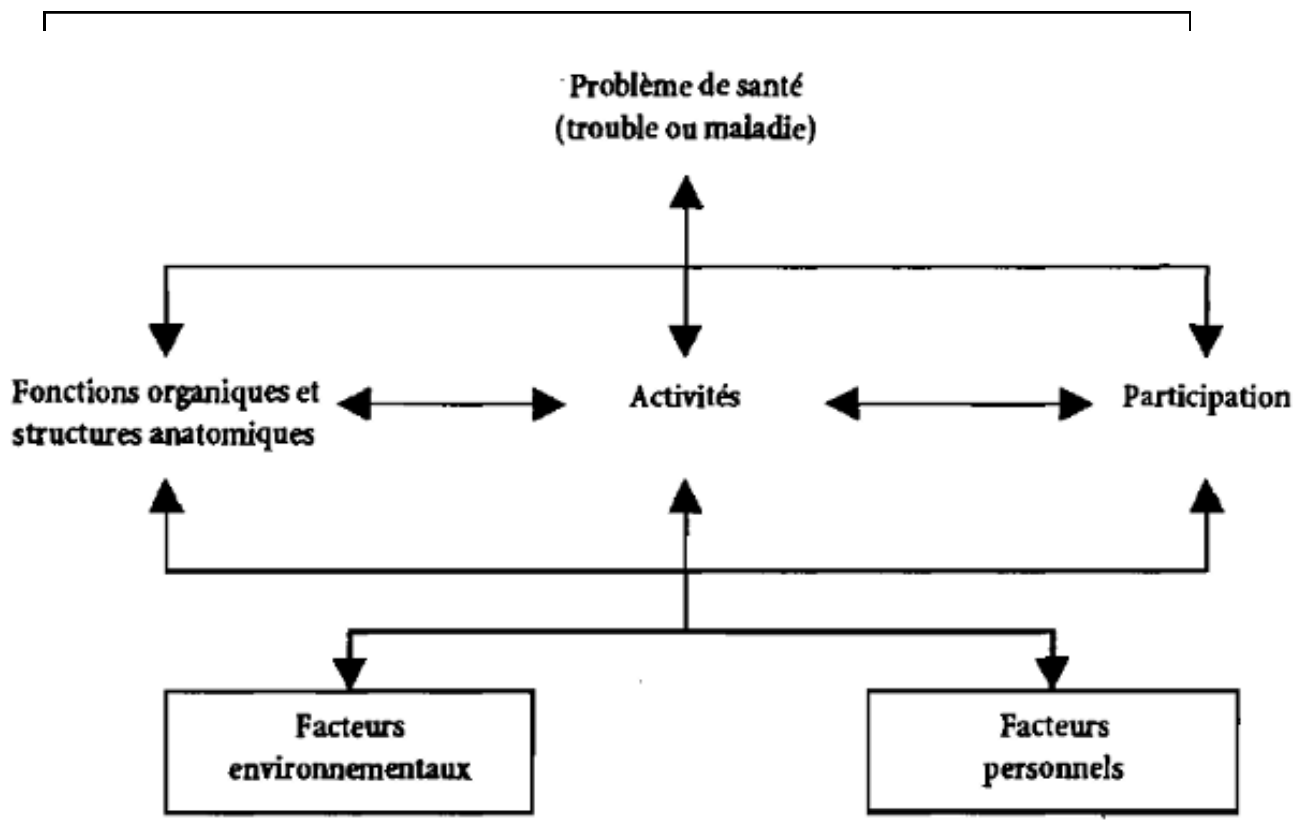 Problème de santé
(trouble ou maladie)
Fonctions organiques et
structures anatomiques
Activités
Participation
Facteurs
environnementaux
Facteurs
personnels